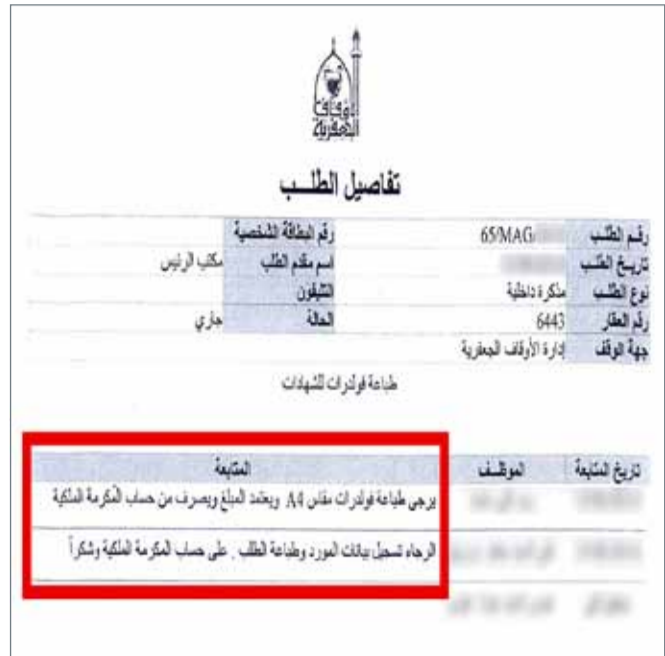 الأوقاف
الجعفرية
تفاصيل الطلــب
رقم الطلب 65/MAG/ رقم البطاقة الشخصية
تاريخ الطلب اسم مقدم الطلب مكتب الرئيس
نوع الطلب مذكرة داخلية التليفون
رقم العقار 6443 الحالة جاري
جهة الوقف إدارة الأوقاف الجعفرية
طباعة فولدرات للشهادات
تاريخ المتابعة الموظــف المتابعة
يرجى طباعة فولدرات مقاس A4 ويعتمد المبلغ ويصرف من حساب المكرمة الملكية
الرجاء تسجيل بيانات المورد وطباعة الطلب . على حساب المكرمة الملكية وشكراً